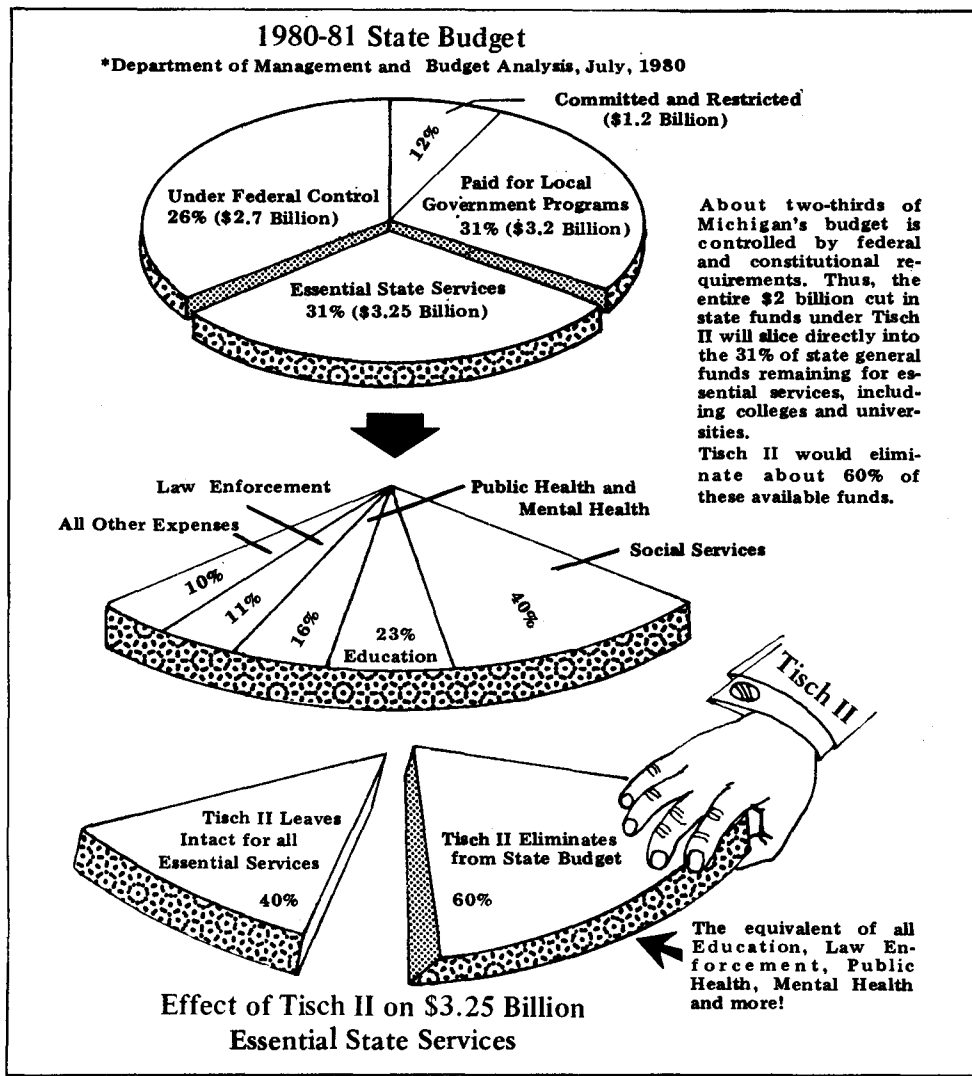 1980-81 State Budget
*Department of Management and Budget Analysis, July, 1980
Committed and Restricted
($1.2 Billion)
12%
Under Federal Control
26% ($2.7 Billion)
Paid for Local
Government Programs
31% ($3.2 Billion)
Essential State Services
31% ($3.25 Billion)
About two-thirds of
Michigan's budget is
controlled by federal
and constitutional re-
quirements. Thus, the
entire $2 billion cut in
state funds under Tisch
II will slice directly into
the 31% of state general
funds remaining for es-
sential services, includ-
ing colleges and univer-
sities.
Tisch II would elimi-
nate about 60% of
these available funds.
Law Enforcement
Public Health and
Mental Health
All Other Expenses
Social Services
10%
11%
16%
23%
Education
40%
Tisch II
Tisch II Leaves
Intact for all
Essential Services
40%
Tisch II Eliminates
from State Budget
60%
The equivalent of all
Education, Law En-
forcement, Public
Health, Mental Health
and more!
Effect of Tisch II on $3.25 Billion
Essential State Services